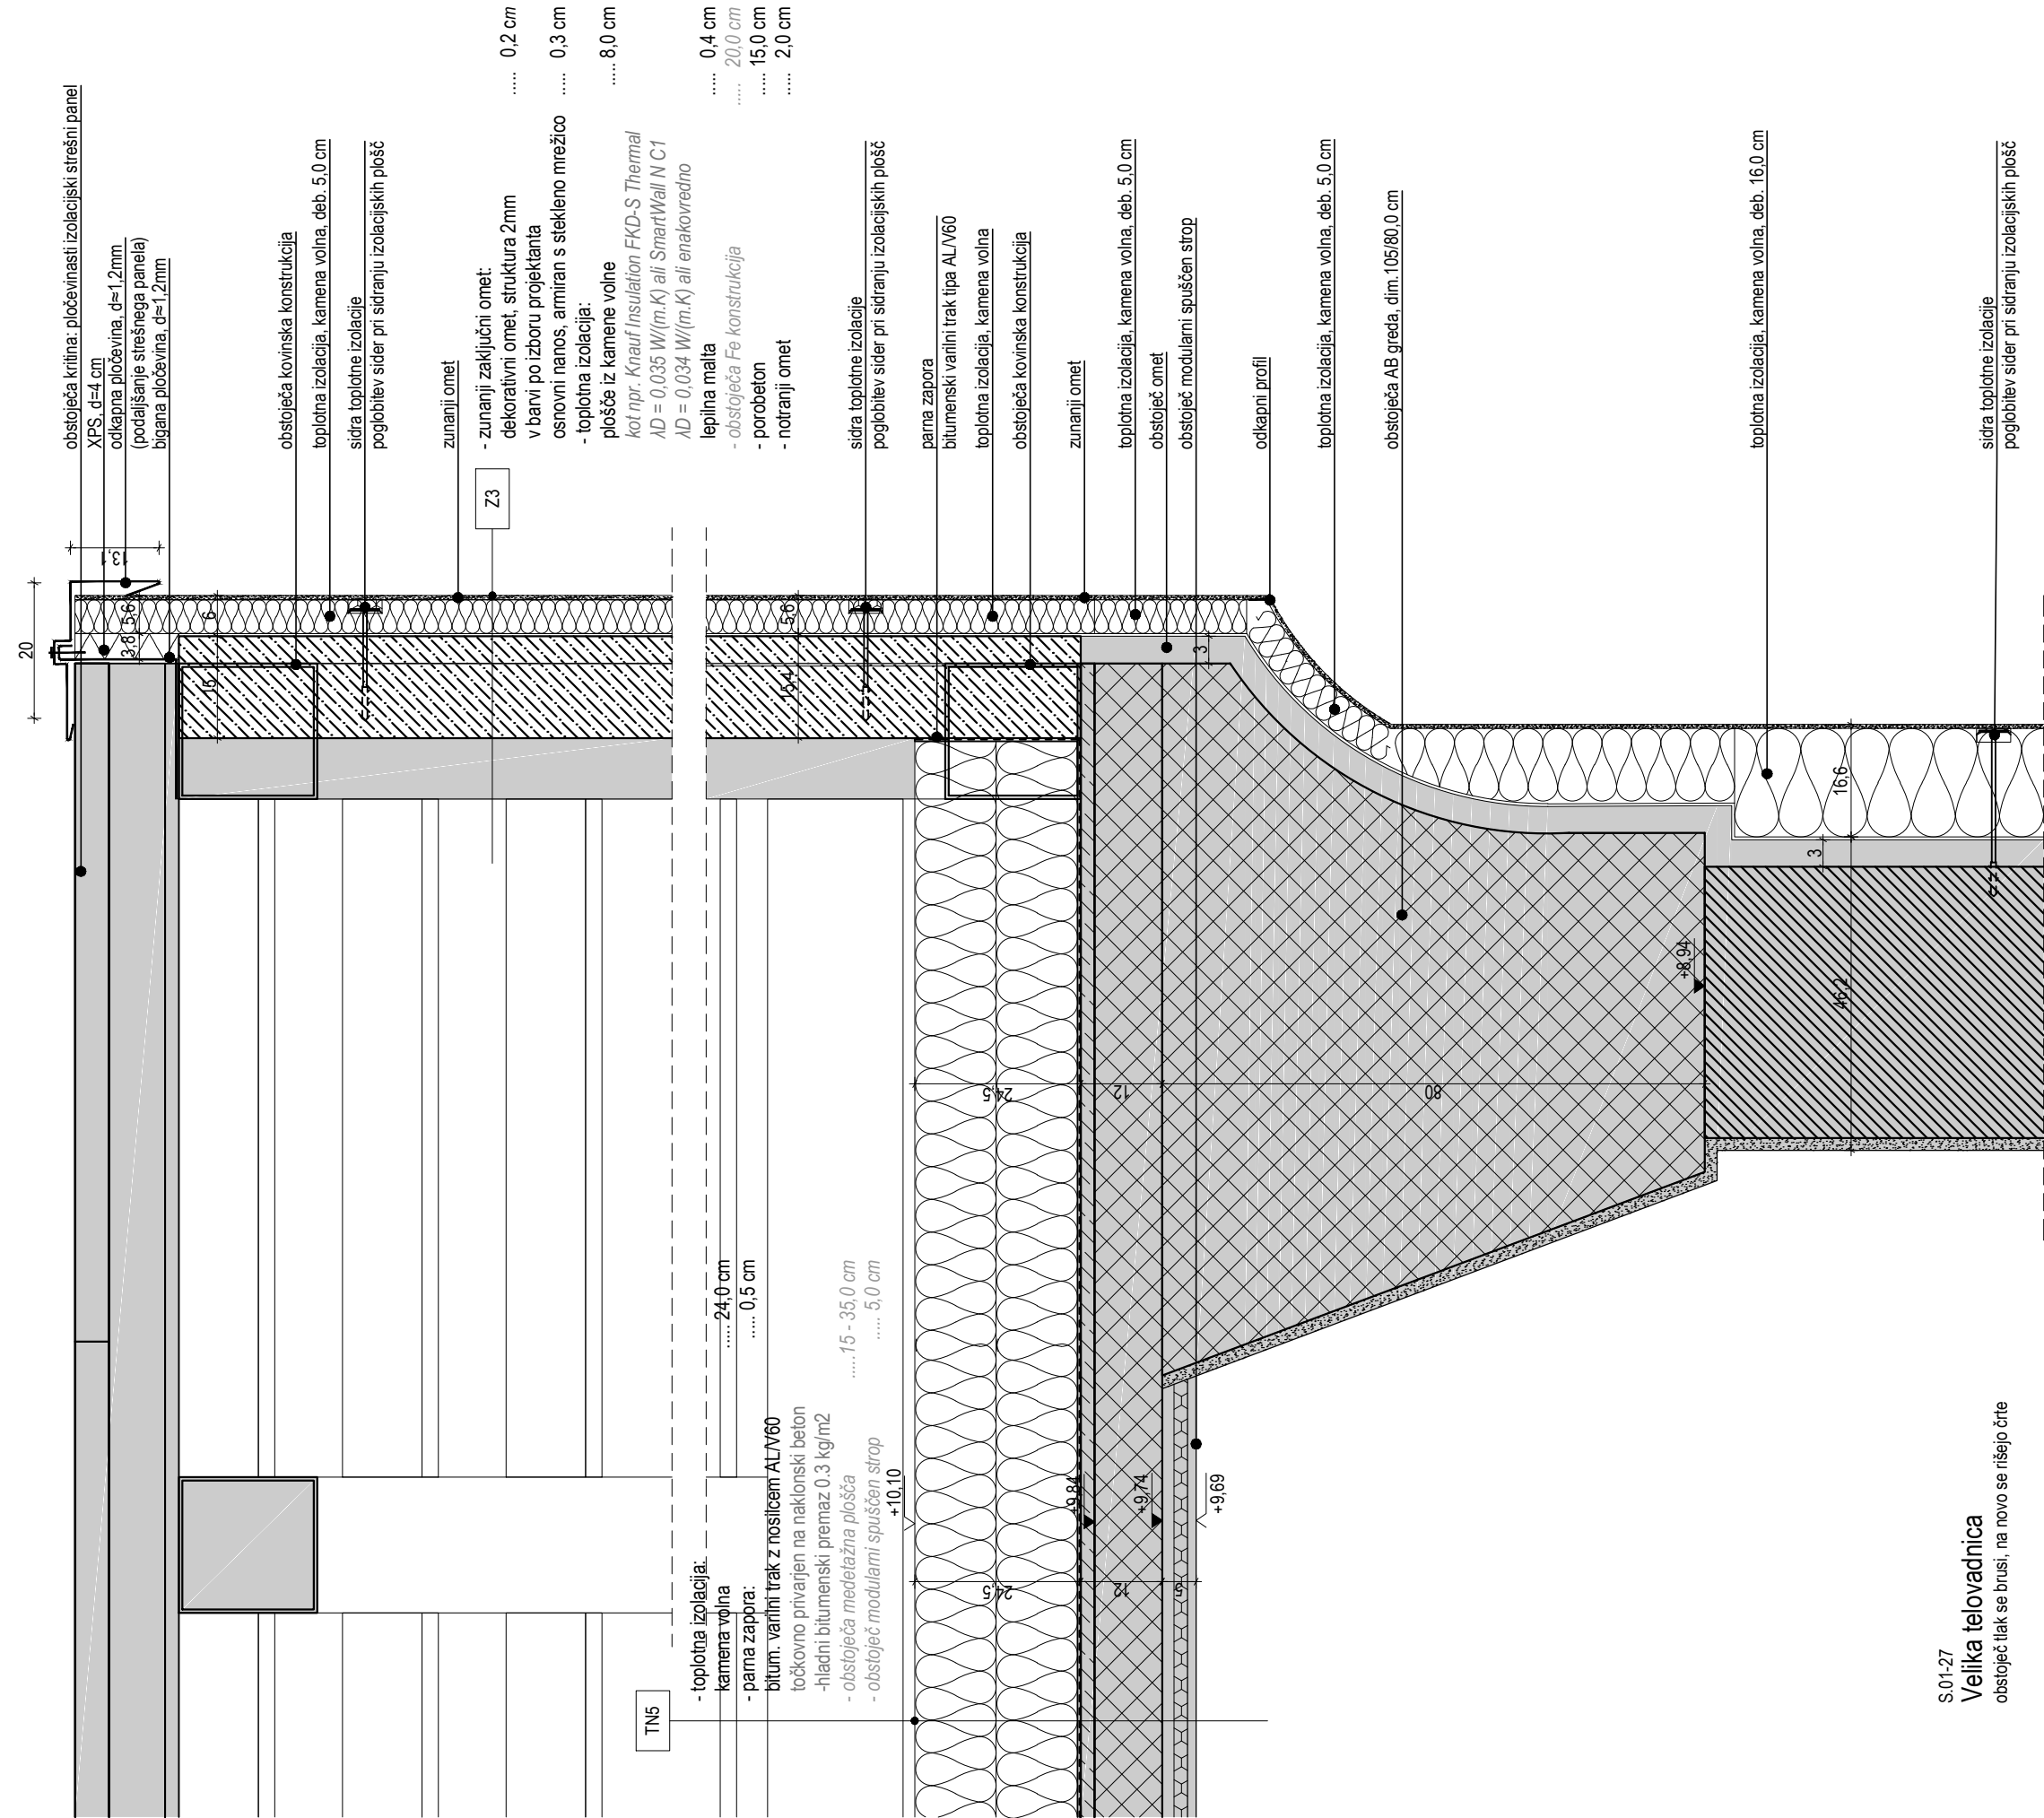 obstoječa kritina: pločevinasti izolacijski strešni panel
XPS, d=4 cm
odkapna pločevina, d≈1,2mm
(podaljšanje strešnega panela)
bigana pločevina, d≈1,2mm
obstoječa kovinska konstrukcija
toplotna izolacija, kamena volna, deb. 5,0 cm
sidra toplotne izolacije
poglobitev sider pri sidranju izolacijskih plošč
zunanji omet
Z3
- zunanji zaključni omet:
dekorativni omet, struktura 2mm ..... 0,2 cm
v barvi po izboru projektanta
osnovni nanos, armiran s stekleno mrežico ..... 0,3 cm
- toplotna izolacija:
plošče iz kamene volne ..... 8,0 cm
kot npr. Knauf Insulation FKD-S Thermal
λD = 0,035 W/(m.K) ali SmartWall N C1
λD = 0,034 W/(m.K) ali enakovredno
lepilna malta ..... 0,4 cm
- obstoječa Fe konstrukcija ..... 20,0 cm
- porobeton ..... 15,0 cm
- notranji omet ..... 2,0 cm
sidra toplotne izolacije
poglobitev sider pri sidranju izolacijskih plošč
parna zapora
bitumenski varilni trak tipa AL/V60
toplotna izolacija, kamena volna
obstoječa kovinska konstrukcija
zunanji omet
toplotna izolacija, kamena volna, deb. 5,0 cm
obstoječ omet
obstoječ modularni spuščen strop
odkapni profil
toplotna izolacija, kamena volna, deb. 5,0 cm
obstoječa AB greda, dim.105/80,0 cm
toplotna izolacija, kamena volna, deb. 16,0 cm
sidra toplotne izolacije
poglobitev sider pri sidranju izolacijskih plošč
20
13,1
3,8
5,6
6
15
5,6
15,4
3
16,6
3
46,2
+8,94
24,5
12
80
TN5
- toplotna izolacija:
kamena volna ..... 24,0 cm
- parna zapora: ..... 0,5 cm
bitum. varilni trak z nosilcem AL/V60
točkovno privarjen na naklonski beton
-hladni bitumenski premaz 0.3 kg/m2
- obstoječa medetažna plošča ..... 15 - 35,0 cm
- obstoječ modularni spuščen strop ..... 5,0 cm
+10,10
+9,84
+9,74
+9,69
24,5
12
5
S.01-27
Velika telovadnica
obstoječ tlak se brusi, na novo se rišejo črte